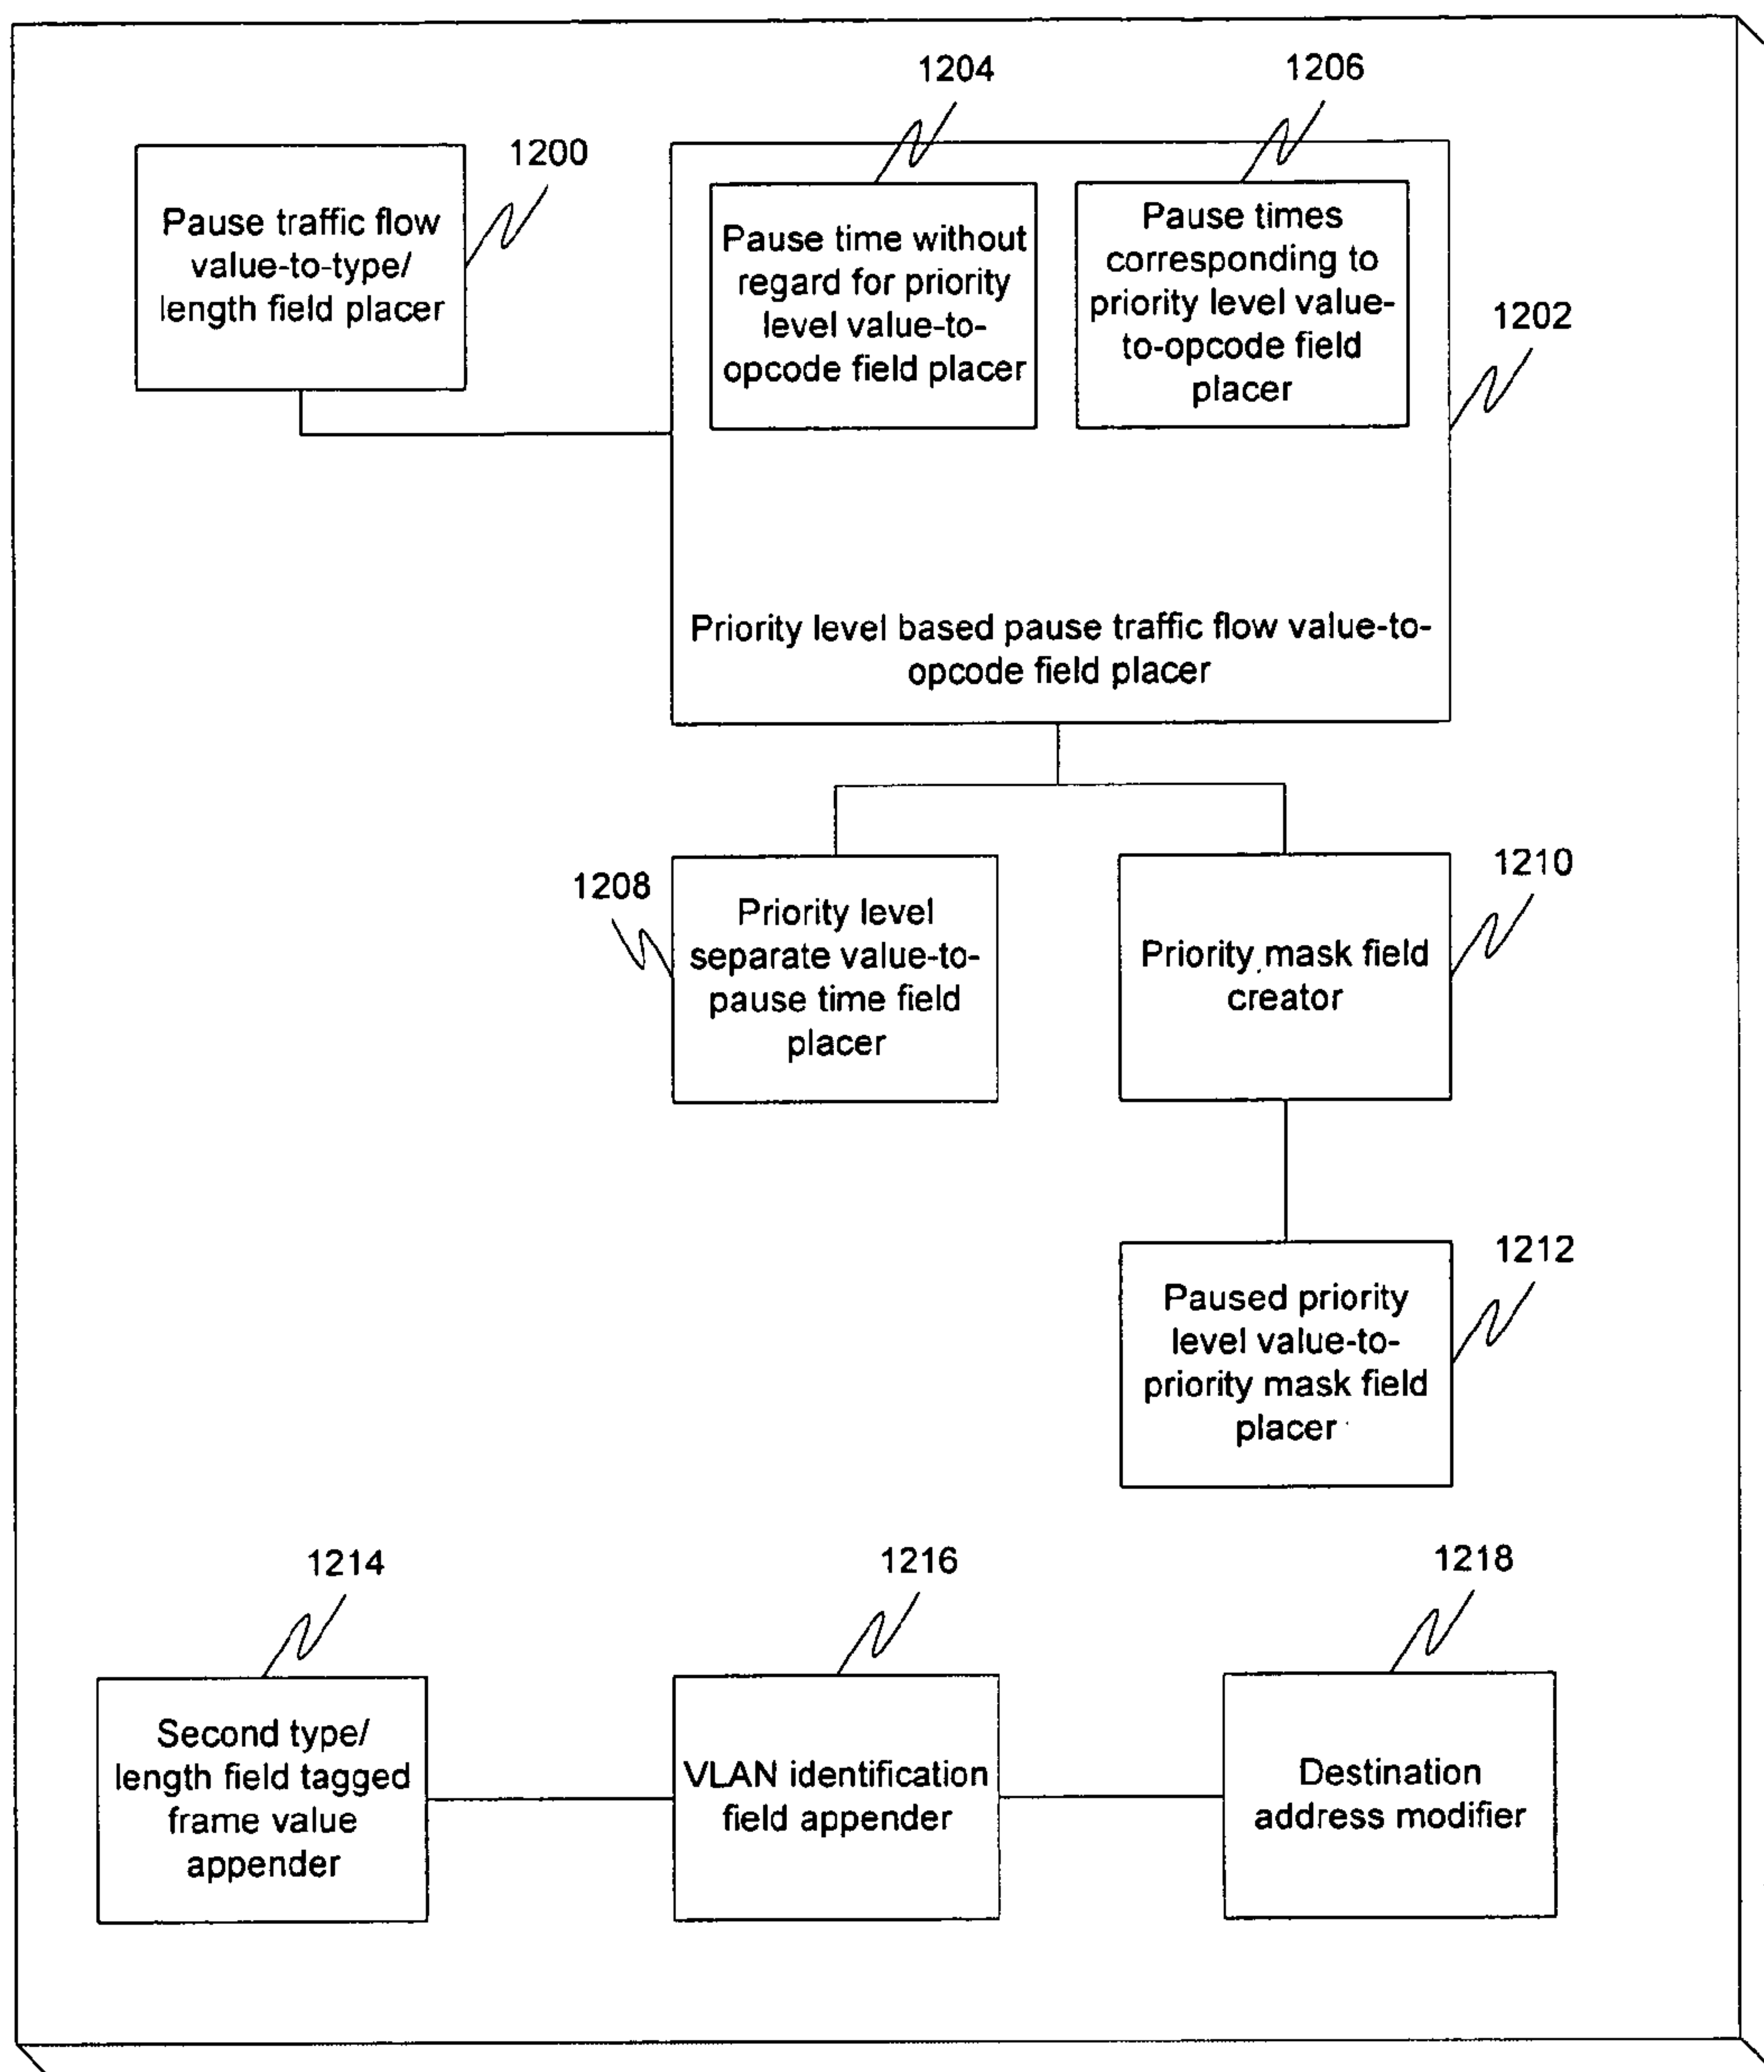 1204
1206
1200
Pause traffic flow
value-to-type/
length field placer
Pause time without
regard for priority
level value-to-
opcode field placer
Pause times
corresponding to
priority level value-
to-opcode field
placer
1202
Priority level based pause traffic flow value-to-
opcode field placer
1208
Priority level
separate value-to-
pause time field
placer
1210
Priority mask field
creator
1212
Paused priority
level value-to-
priority mask field
placer
1214
1216
1218
Second type/
length field tagged
frame value
appender
VLAN identification
field appender
Destination
address modifier